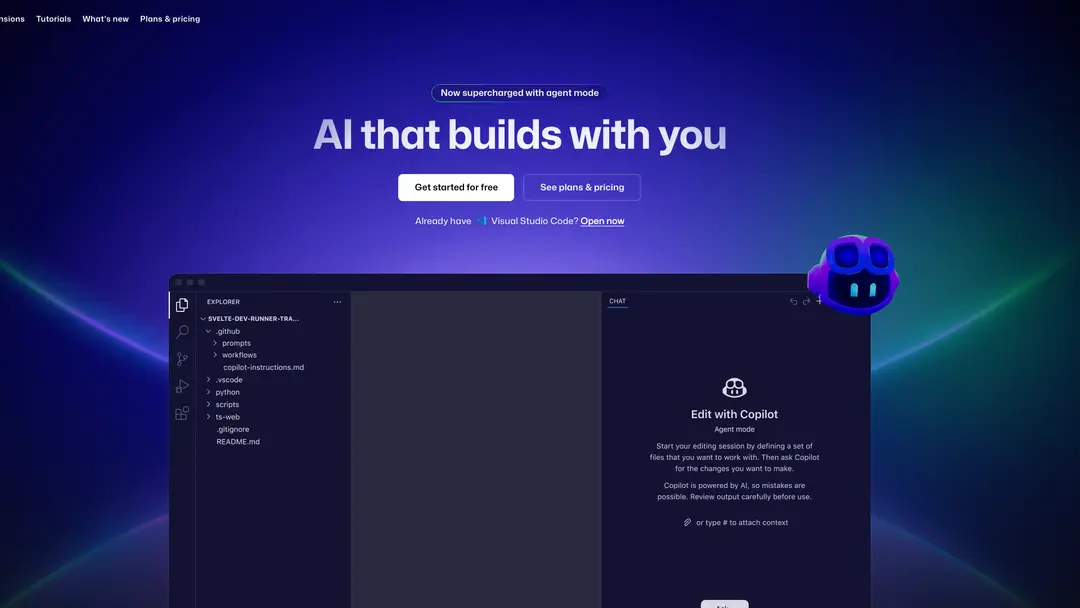 Tutorials What's new Plans & pricing
Now supercharged with agent mode
AI that builds with you
Get started for free See plans & pricing
Already have Visual Studio Code? Open now
EXPLORER
SVELTE-DEV-RUNNER-TRA...
.github
prompts
workflows
copilot-instructions.md
.vscode
python
scripts
ts-web
.gitignore
README.md
CHAT
Edit with Copilot
Agent mode
Start your editing session by defining a set of
files that you want to work with. Then ask Copilot
for the changes you want to make.
Copilot is powered by AI, so mistakes are
possible. Review output carefully before use.
or type # to attach context